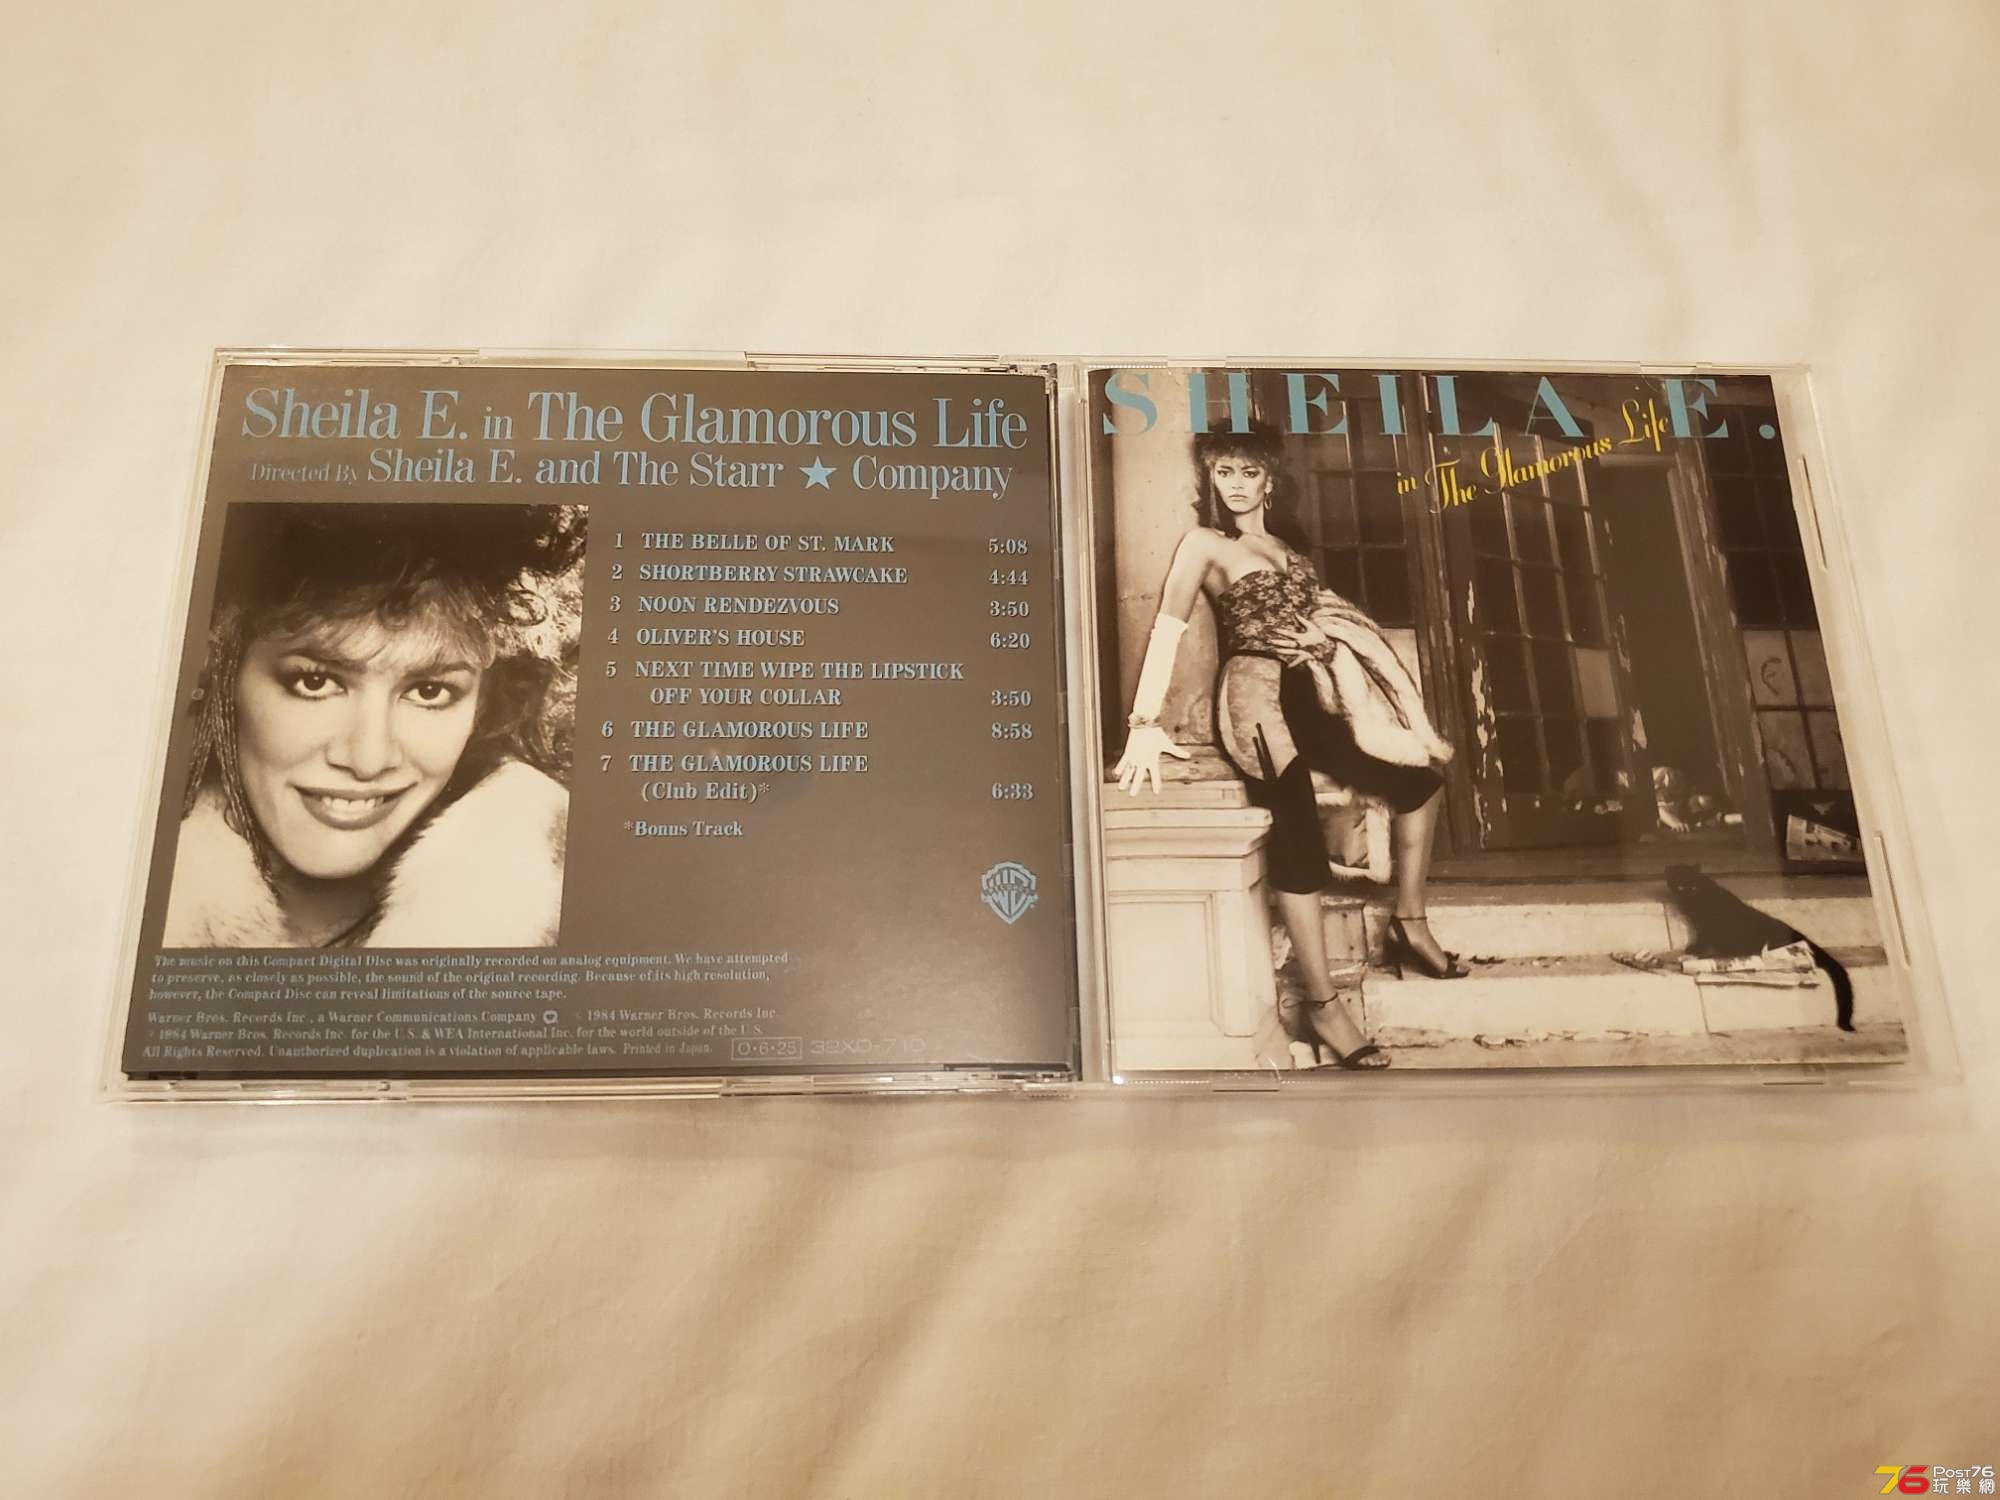 Sheila E. in The Glamorous Life
Directed By Sheila E. and The Starr ★ Company
1 THE BELLE OF ST. MARK 5:08
2 SHORTBERRY STRAWCAKE 4:44
3 NOON RENDEZVOUS 3:50
4 OLIVER'S HOUSE 6:20
5 NEXT TIME WIPE THE LIPSTICK
OFF YOUR COLLAR 3:50
6 THE GLAMOROUS LIFE 8:58
7 THE GLAMOROUS LIFE
(Club Edit)* 6:33
*Bonus Track
The music on this Compact Digital Disc was originally recorded on analog equipment. We have attempted
to preserve, as closely as possible, the sound of the original recording. Because of its high resolution,
however, the Compact Disc can reveal limitations of the source tape.
Warner Bros. Records Inc., a Warner Communications Company © 1984 Warner Bros. Records Inc.
℗ 1984 Warner Bros. Records Inc. for the U.S. & WEA International Inc. for the world outside of the U.S.
All Rights Reserved. Unauthorized duplication is a violation of applicable laws. Printed in Japan. O·6·25 32XD-710
SHEILA E.
in The Glamorous Life
76 POST76
玩樂網